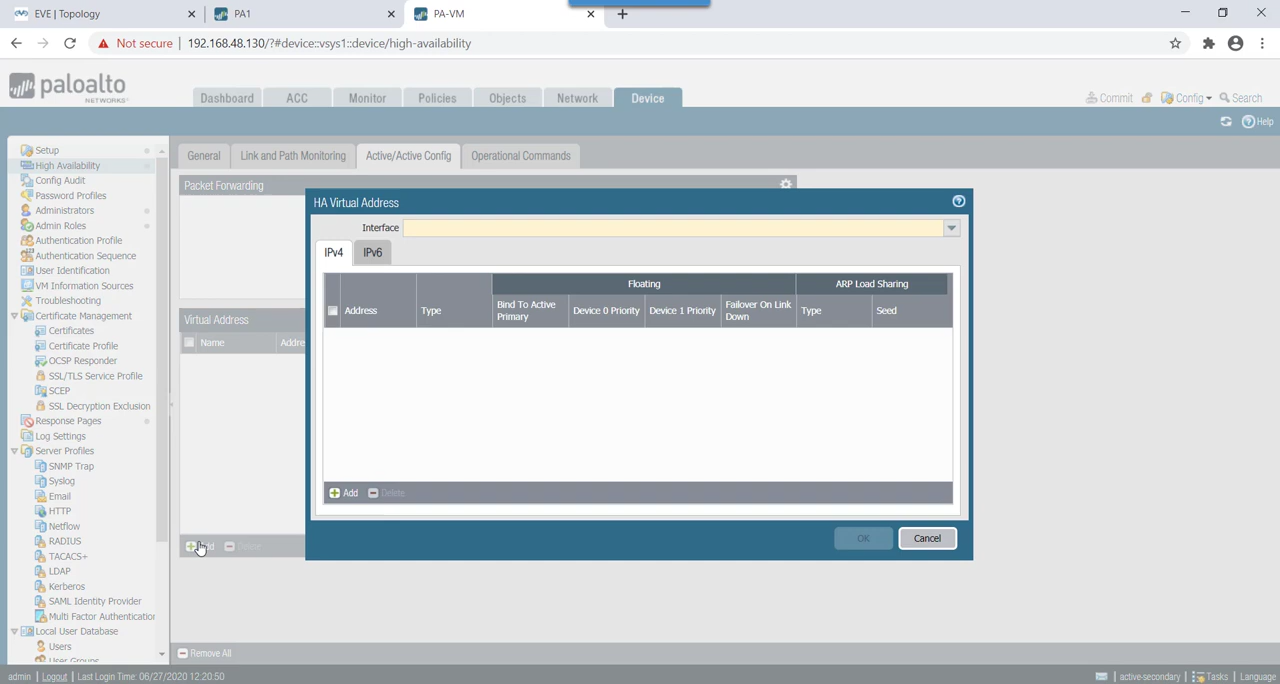 EVE | Topology
PA1
PA-VM
Not secure | 192.168.48.130/?#device::vsys1::device/high-availability
paloalto
NETWORKS
Dashboard ACC Monitor Policies Objects Network Device
Commit Config Search
Help
Setup
High Availability
Config Audit
Password Profiles
Administrators
Admin Roles
Authentication Profile
Authentication Sequence
User Identification
VM Information Sources
Troubleshooting
Certificate Management
Certificates
Certificate Profile
OCSP Responder
SSL/TLS Service Profile
SCEP
SSL Decryption Exclusion
Response Pages
Log Settings
Server Profiles
SNMP Trap
Syslog
Email
HTTP
Netflow
RADIUS
TACACS+
LDAP
Kerberos
SAML Identity Provider
Multi Factor Authentication
Local User Database
Users
User Groups
General Link and Path Monitoring Active/Active Config Operational Commands
Packet Forwarding
Virtual Address
Name Addre
Delete
Remove All
HA Virtual Address
Interface
IPv4 IPv6
Floating ARP Load Sharing
Address Type Bind To Active Primary Device 0 Priority Device 1 Priority Failover On Link Down Type Seed
Add Delete
OK Cancel
admin | Logout | Last Login Time: 06/27/2020 12:20:50
active-secondary | Tasks | Language